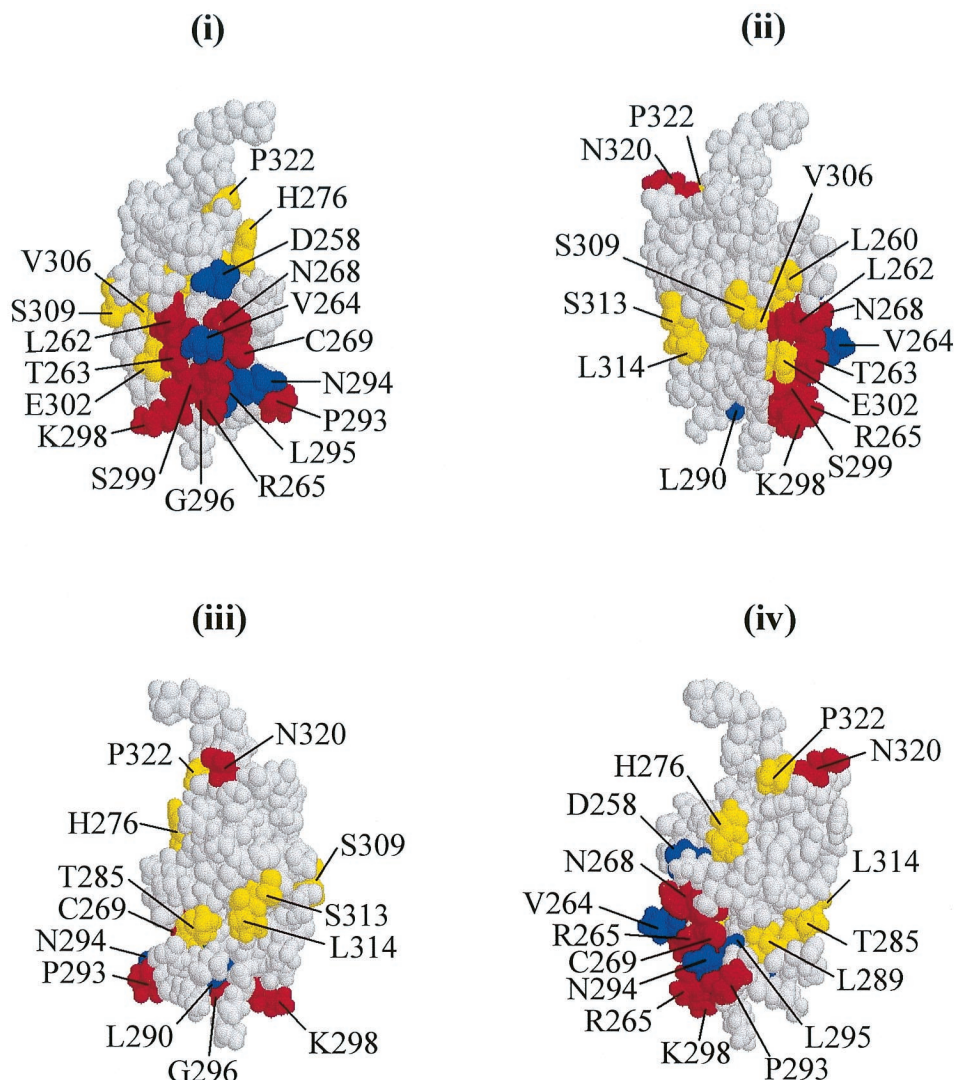 (i)
P322
H276
D258
N268
V264
C269
N294
P293
L295
R265
G296
S299
K298
E302
T263
L262
S309
V306
(ii)
P322
N320
V306
S309
L260
L262
S313
N268
V264
L314
T263
E302
R265
L290
S299
K298
(iii)
N320
P322
H276
S309
T285
S313
C269
L314
N294
P293
L290
K298
G296
(iv)
P322
N320
H276
D258
N268
L314
V264
R265
T285
C269
L289
N294
R265
L295
K298
P293